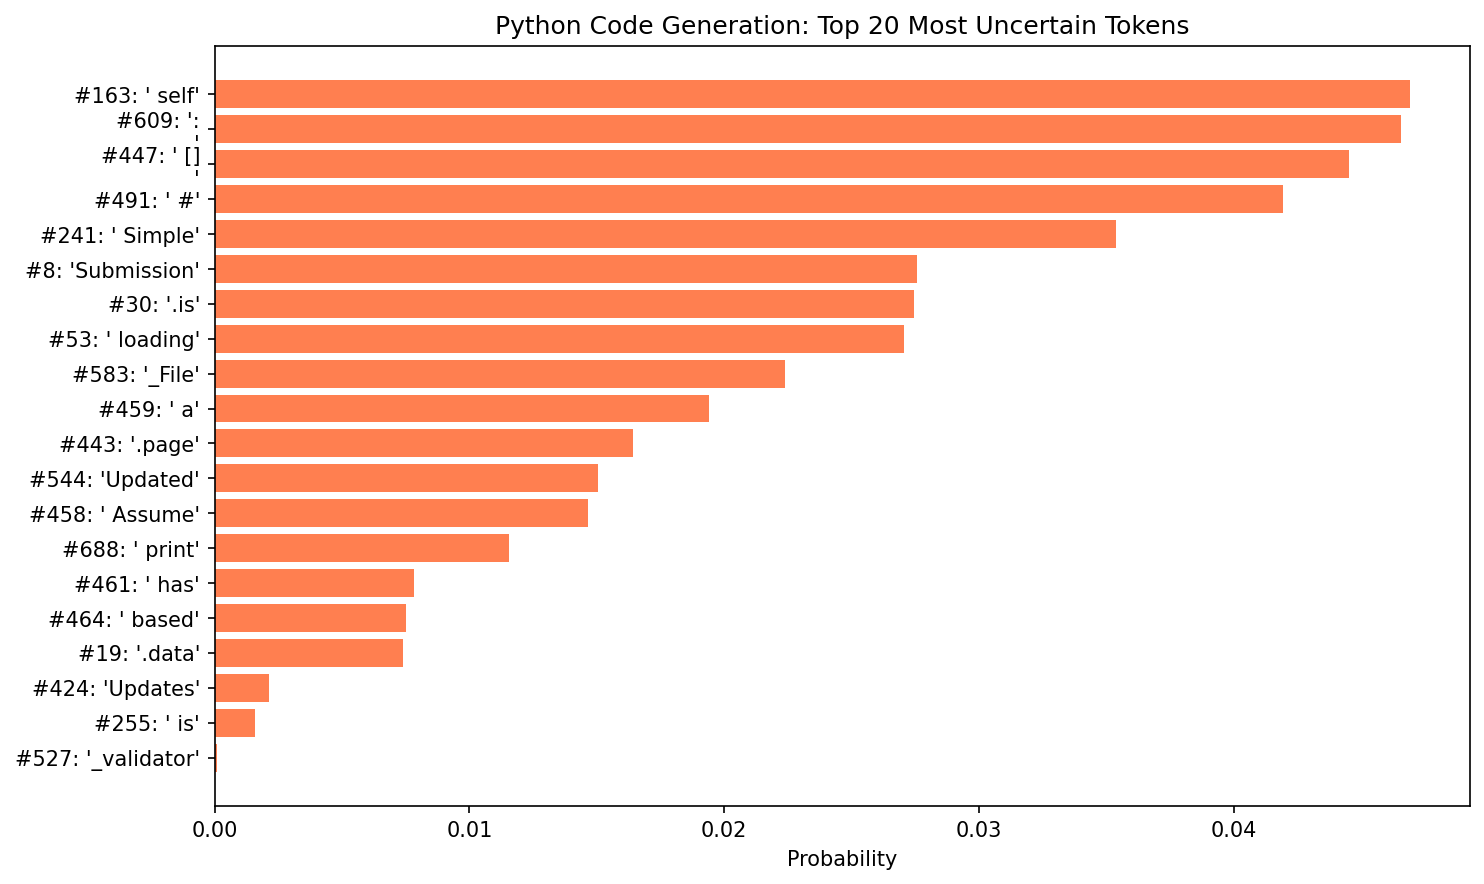 Python Code Generation: Top 20 Most Uncertain Tokens
#163: ' self'
#609: ':
'
#447: ' []
'
#491: ' #'
#241: ' Simple'
#8: 'Submission'
#30: '.is'
#53: ' loading'
#583: '_File'
#459: ' a'
#443: '.page'
#544: 'Updated'
#458: ' Assume'
#688: ' print'
#461: ' has'
#464: ' based'
#19: '.data'
#424: 'Updates'
#255: ' is'
#527: '_validator'
0.00 0.01 0.02 0.03 0.04
Probability